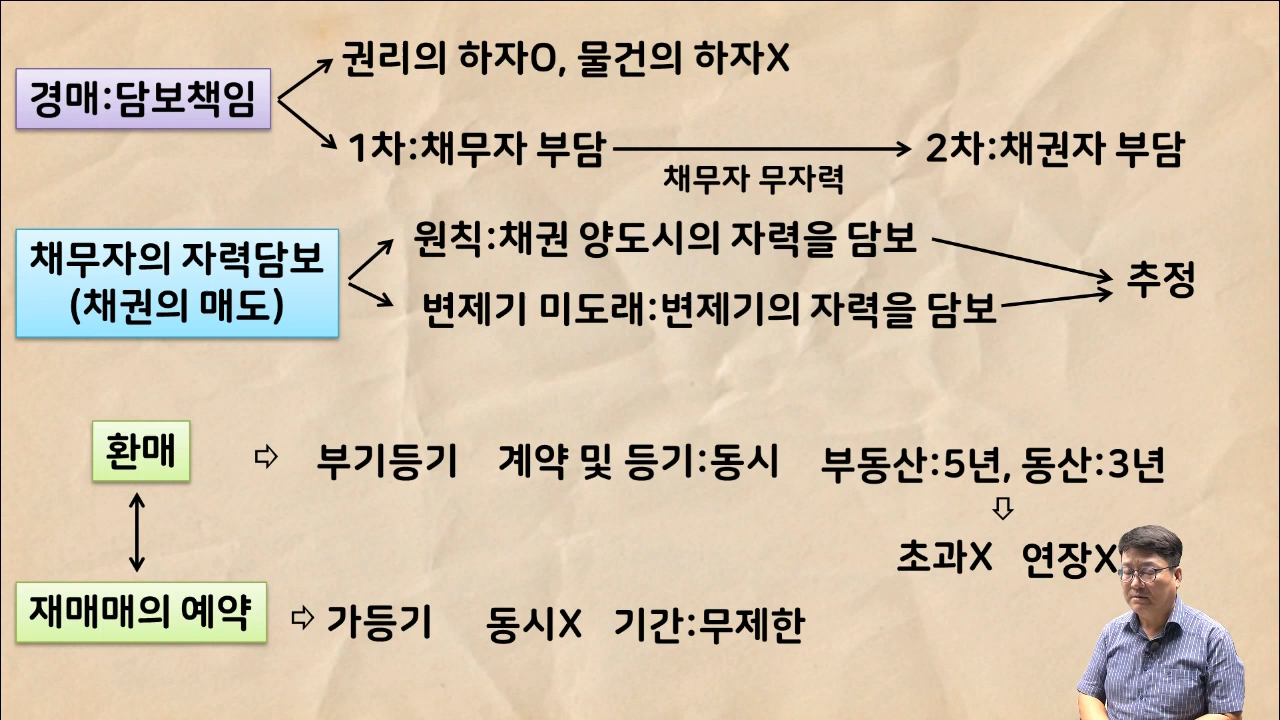 경매:담보책임
권리의 하자O, 물건의 하자X
1차:채무자 부담
채무자 무자력
2차:채권자 부담
채무자의 자력담보
(채권의 매도)
원칙:채권 양도시의 자력을 담보
변제기 미도래:변제기의 자력을 담보
추정
환매
부기등기 계약 및 등기:동시 부동산:5년, 동산:3년
초과X 연장X
재매매의 예약
가등기 동시X 기간:무제한